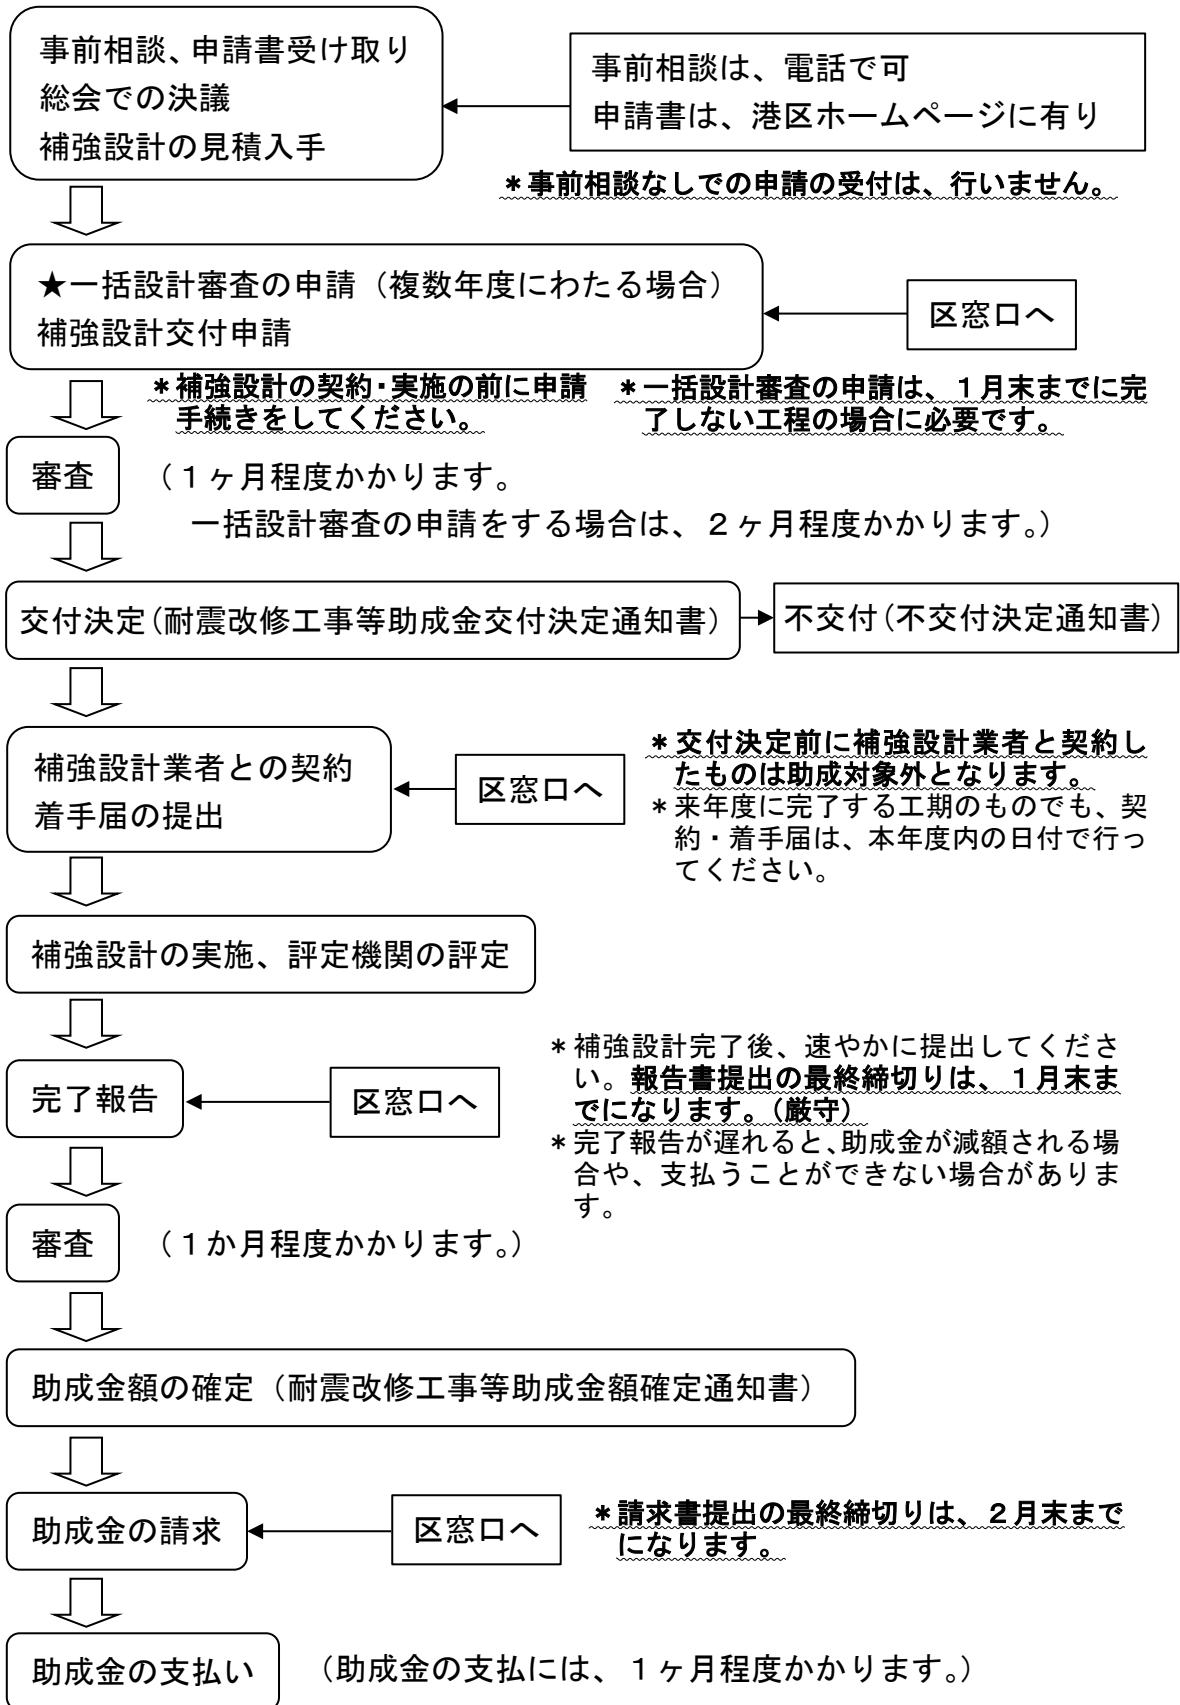 事前相談、申請書受け取り
総会での決議
補強設計の見積入手
事前相談は、電話で可
申請書は、港区ホームページに有り
＊事前相談なしでの申請の受付は、行いません。
★一括設計審査の申請（複数年度にわたる場合）
補強設計交付申請
区窓口へ
＊補強設計の契約・実施の前に申請
手続きをしてください。
＊一括設計審査の申請は、１月末までに完
了しない工程の場合に必要です。
審査
（１ヶ月程度かかります。
一括設計審査の申請をする場合は、２ヶ月程度かかります。）
交付決定（耐震改修工事等助成金交付決定通知書）
不交付（不交付決定通知書）
補強設計業者との契約
着手届の提出
区窓口へ
＊交付決定前に補強設計業者と契約し
たものは助成対象外となります。
＊来年度に完了する工期のものでも、契
約・着手届は、本年度内の日付で行っ
てください。
補強設計の実施、評定機関の評定
完了報告
区窓口へ
＊補強設計完了後、速やかに提出してくださ
い。報告書提出の最終締切りは、１月末ま
でになります。（厳守）
＊完了報告が遅れると、助成金が減額される場
合や、支払うことができない場合がありま
す。
審査
（１か月程度かかります。）
助成金額の確定（耐震改修工事等助成金額確定通知書）
助成金の請求
区窓口へ
＊請求書提出の最終締切りは、２月末まで
になります。
助成金の支払い
（助成金の支払には、１ヶ月程度かかります。）